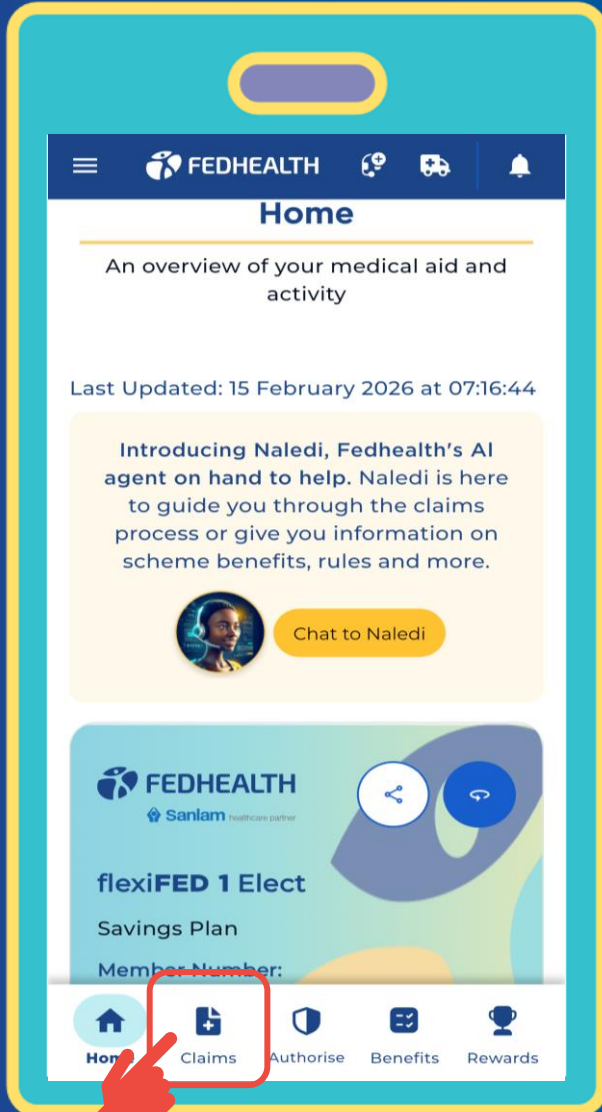 FEDHEALTH
Home
An overview of your medical aid and
activity
Last Updated: 15 February 2026 at 07:16:44
Introducing Naledi, Fedhealth's AI
agent on hand to help. Naledi is here
to guide you through the claims
process or give you information on
scheme benefits, rules and more.
Chat to Naledi
FEDHEALTH
Sanlam healthcare partner
flexiFED 1 Elect
Savings Plan
Member Number:
Home Claims Authorise Benefits Rewards